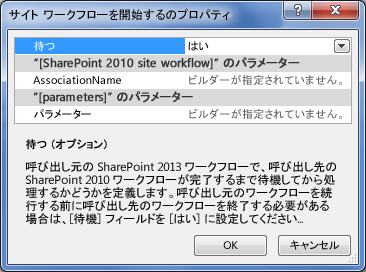 サイト ワークフローを開始するのプロパティ
待つ はい
“[SharePoint 2010 site workflow]” のパラメーター
AssociationName ビルダーが指定されていません。
“[parameters]” のパラメーター
パラメーター ビルダーが指定されていません。
待つ (オプション)
呼び出し元の SharePoint 2013 ワークフローで、呼び出し先の
SharePoint 2010 ワークフローが完了するまで待機してから処
理するかどうかを定義します。呼び出し元のワークフローを続
行する前に呼び出し先のワークフローを終了する必要がある
場合は、[待機] フィールドを [はい] に設定してください...
OK キャンセル